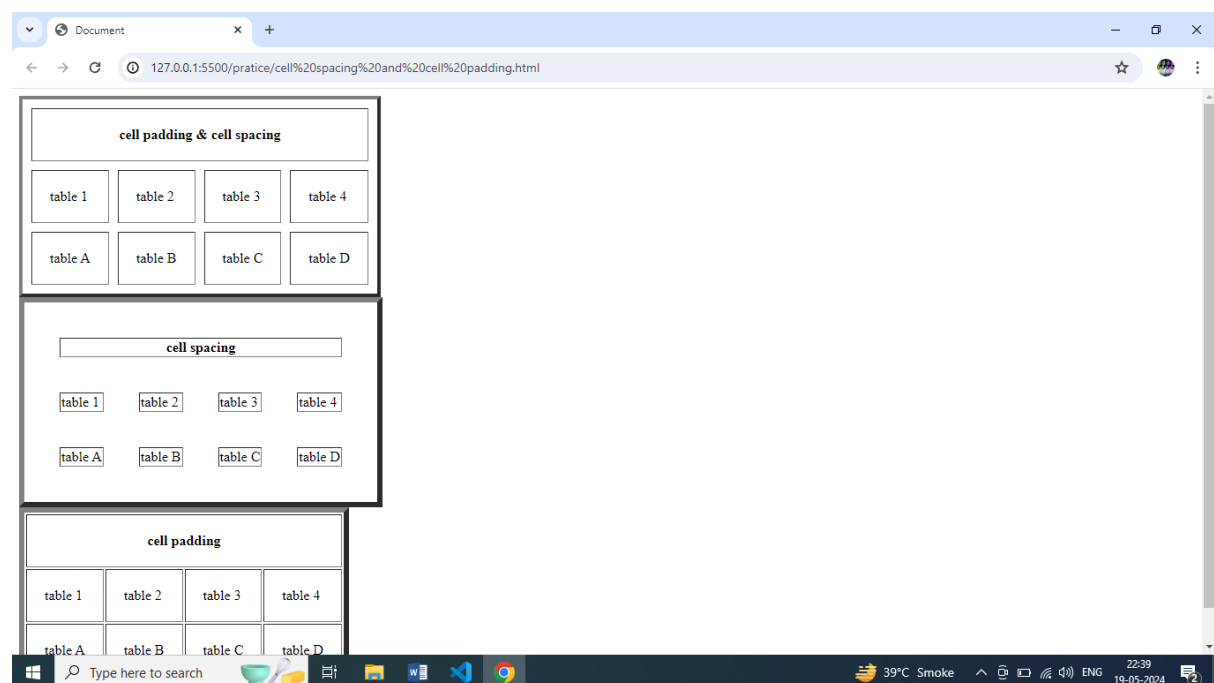 Document
127.0.0.1:5500/pratice/cell%20spacing%20and%20cell%20padding.html
cell padding & cell spacing
table 1 table 2 table 3 table 4
table A table B table C table D
cell spacing
table 1 table 2 table 3 table 4
table A table B table C table D
cell padding
table 1 table 2 table 3 table 4
table A table B table C table D
Type here to search 39°C Smoke ENG 22:39
19-05-2024 2